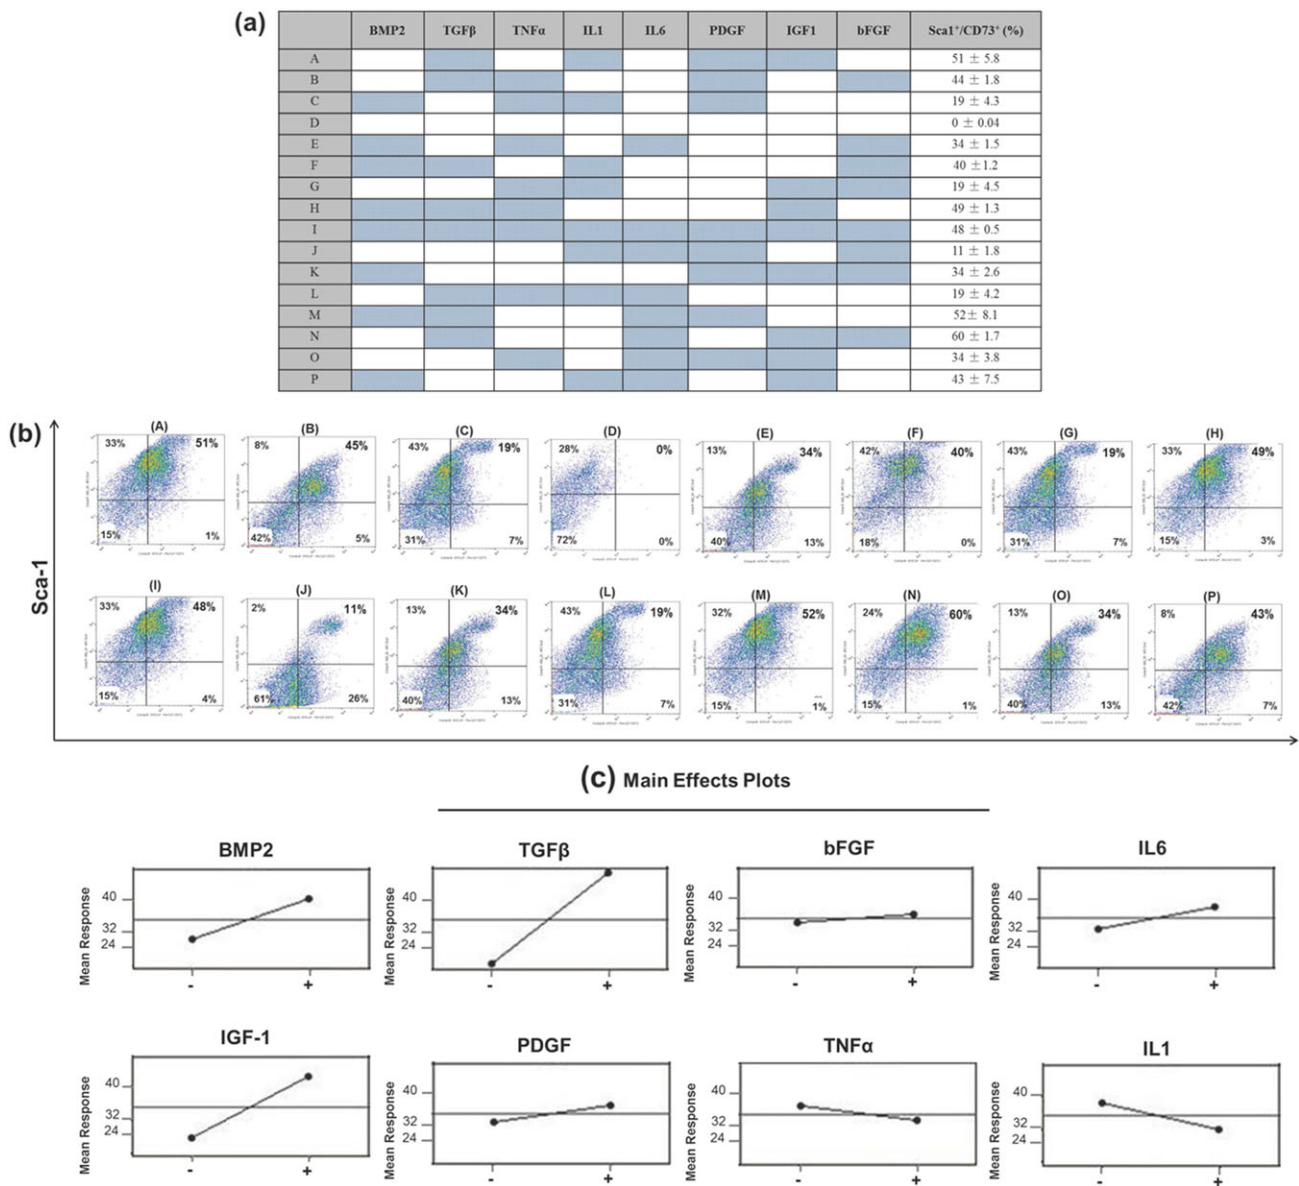 (a)
BMP2 TGFβ TNFα IL1 IL6 PDGF IGF1 bFGF Sca1⁺/CD73⁺ (%)
A 51 ± 5.8
B 44 ± 1.8
C 19 ± 4.3
D 0 ± 0.04
E 34 ± 1.5
F 40 ±1.2
G 19 ± 4.5
H 49 ± 1.3
I 48 ± 0.5
J 11 ± 1.8
K 34 ± 2.6
L 19 ± 4.2
M 52± 8.1
N 60 ± 1.7
O 34 ± 3.8
P 43 ± 7.5
(b)
Sca-1
(A) (B) (C) (D) (E) (F) (G) (H)
33% 51% 8% 45% 43% 19% 28% 0% 13% 34% 42% 40% 43% 19% 33% 49%
15% 1% 42% 5% 31% 7% 72% 0% 40% 13% 18% 0% 31% 7% 15% 3%
(I) (J) (K) (L) (M) (N) (O) (P)
33% 48% 2% 11% 13% 34% 43% 19% 32% 52% 24% 60% 13% 34% 8% 43%
15% 4% 61% 26% 40% 13% 31% 7% 15% 1% 15% 1% 40% 13% 42% 7%
(c) Main Effects Plots
BMP2 TGFβ bFGF IL6
Mean Response 40 32 24 - +
Mean Response 40 32 24 - +
Mean Response 40 32 24 - +
Mean Response 40 32 24 - +
IGF-1 PDGF TNFα IL1
Mean Response 40 32 24 - +
Mean Response 40 32 24 - +
Mean Response 40 32 24 - +
Mean Response 40 32 24 - +